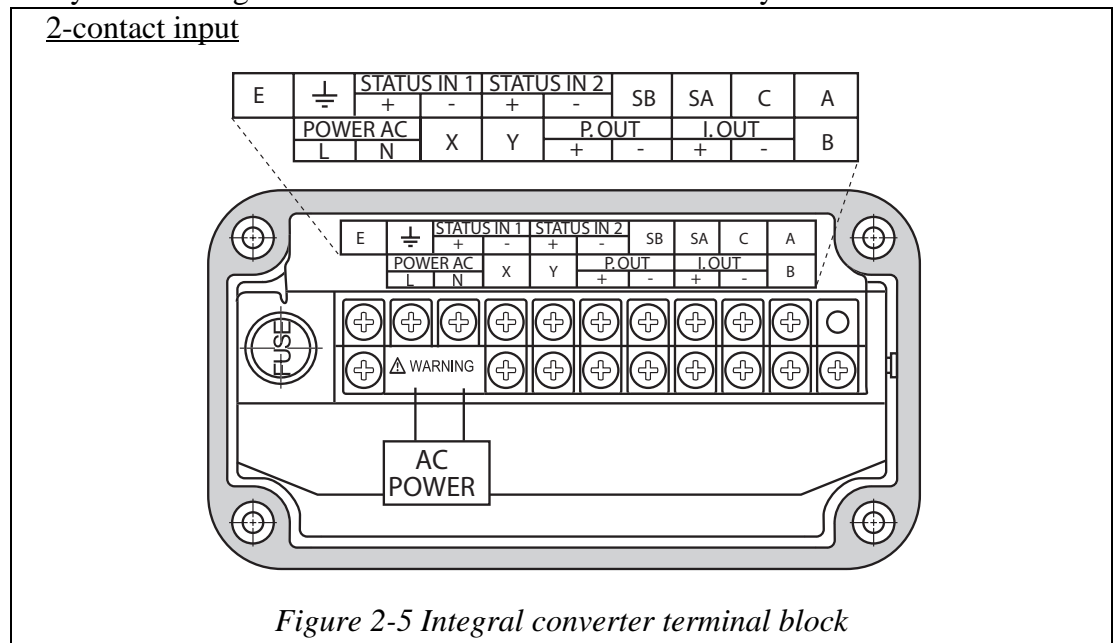 2-contact input
E ⏚ STATUS IN 1 STATUS IN 2 SB SA C A
+ - + -
POWER AC X Y P. OUT I. OUT B
L N + - + -
E ⏚ STATUS IN 1 STATUS IN 2 SB SA C A
+ - + -
POWER AC X Y P.OUT I.OUT B
L N + - + -
FUSE
⚠ WARNING
AC
POWER
Figure 2-5 Integral converter terminal block